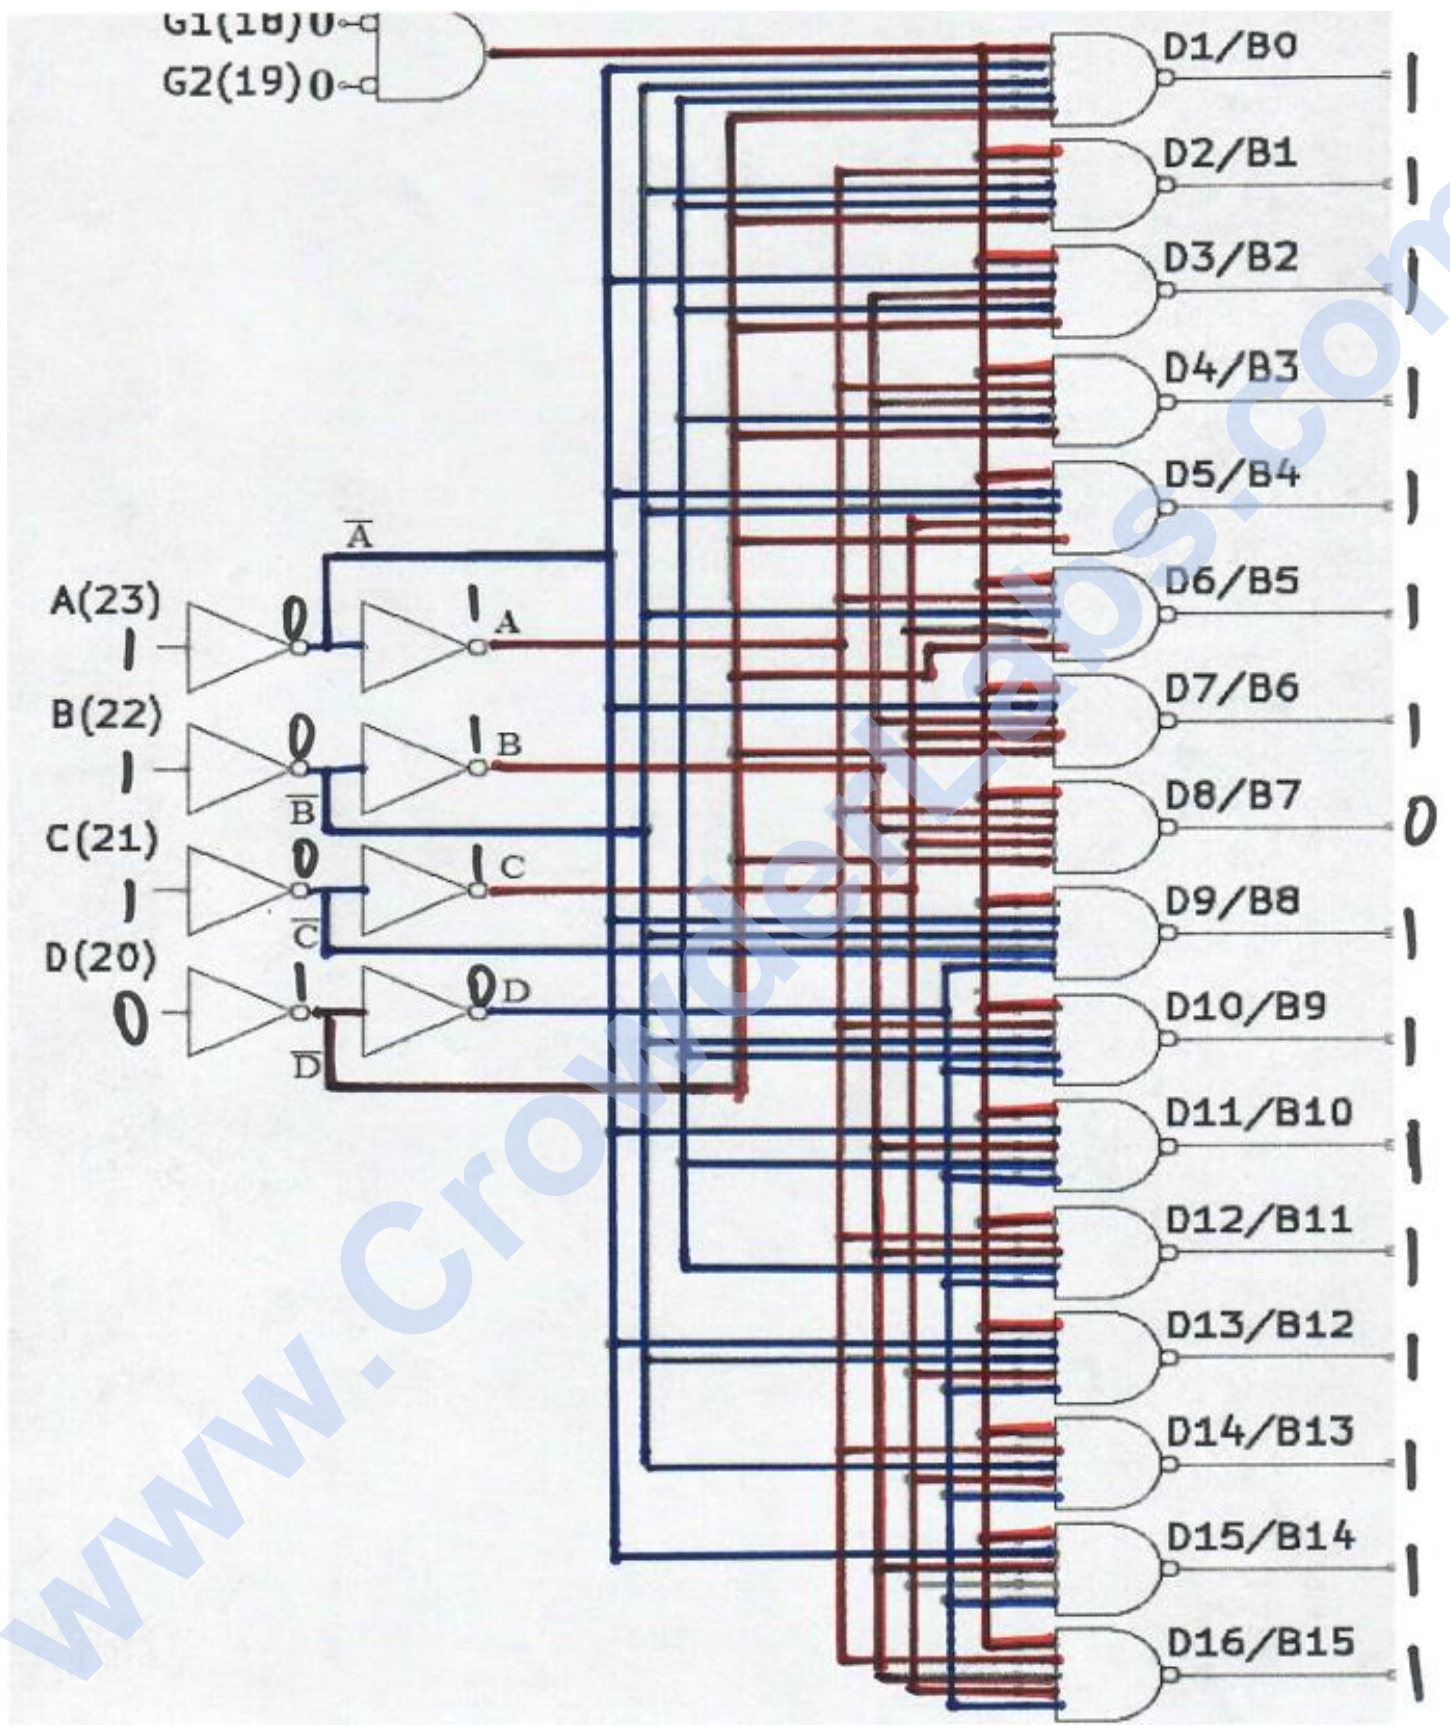 G1(18) 0
D1/B0 1
G2(19) 0
D2/B1 1
D3/B2 1
D4/B3 1
D5/B4 1
A̅
D6/B5 1
A(23) 1 0 1 A
D7/B6 1
B(22) 1 0 1 B
B̅
D8/B7 0
C(21) 1 0 1 C
D9/B8 1
C̅
D(20) 0 1 0 D
D10/B9 1
D̅
D11/B10 1
D12/B11 1
D13/B12 1
D14/B13 1
D15/B14 1
D16/B15 1
www.CrowderLabs.com